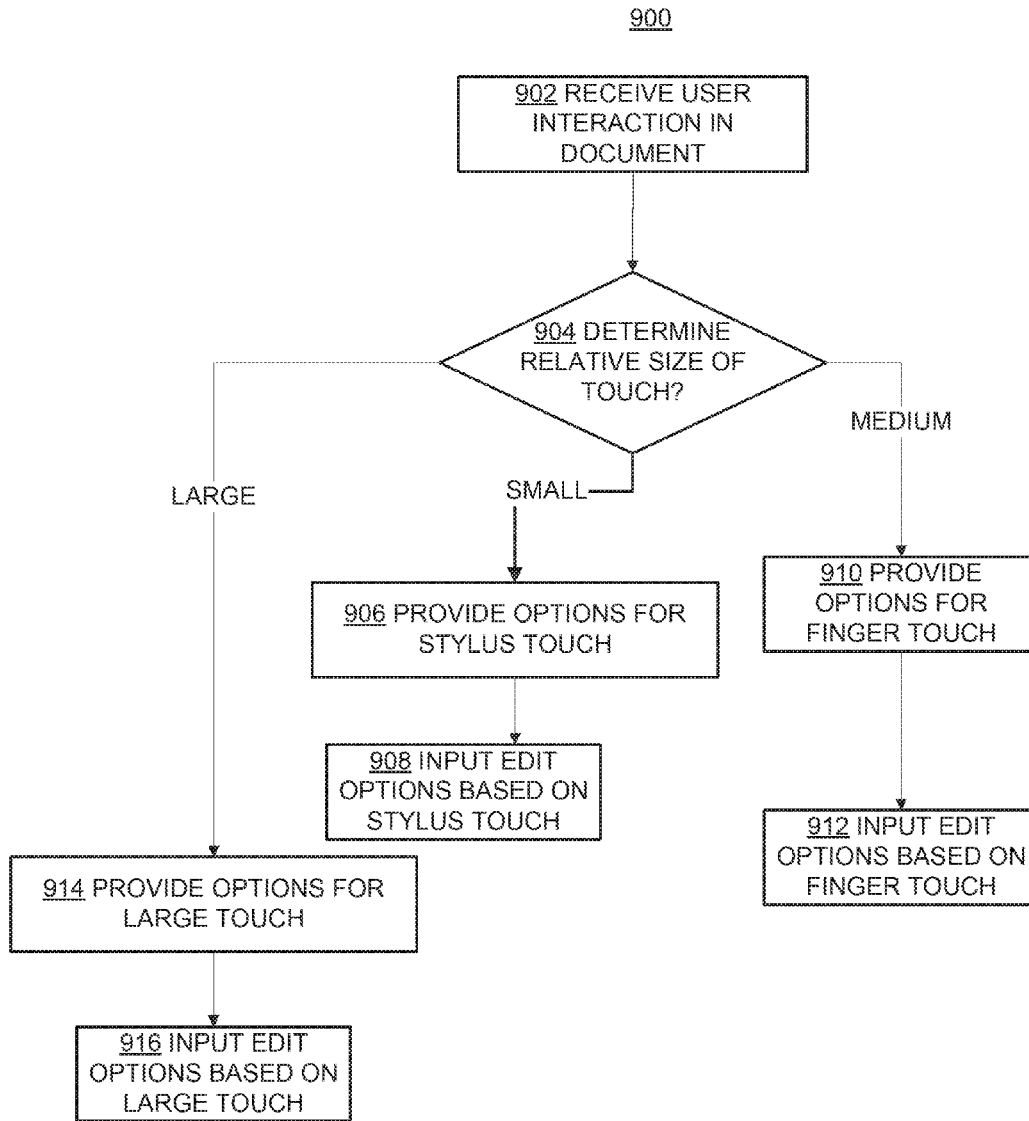 900
902 RECEIVE USER
INTERACTION IN
DOCUMENT
904 DETERMINE
RELATIVE SIZE OF
TOUCH?
LARGE
SMALL
MEDIUM
906 PROVIDE OPTIONS FOR
STYLUS TOUCH
910 PROVIDE
OPTIONS FOR
FINGER TOUCH
908 INPUT EDIT
OPTIONS BASED ON
STYLUS TOUCH
912 INPUT EDIT
OPTIONS BASED ON
FINGER TOUCH
914 PROVIDE OPTIONS FOR
LARGE TOUCH
916 INPUT EDIT
OPTIONS BASED ON
LARGE TOUCH